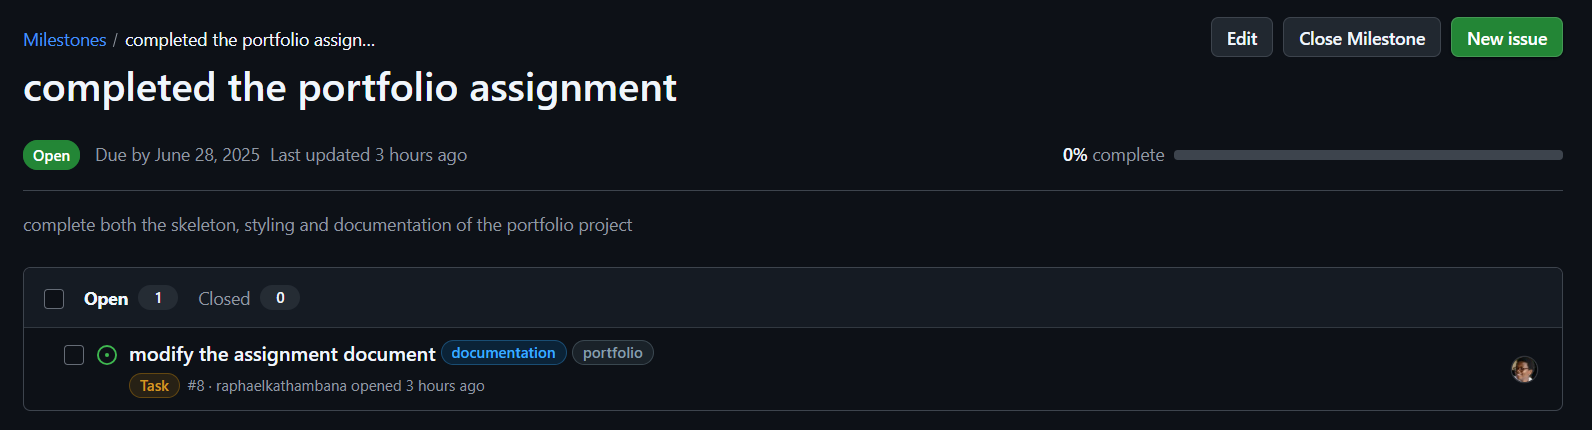 Milestones / completed the portfolio assign...
Edit
Close Milestone
New issue
completed the portfolio assignment
Open Due by June 28, 2025 Last updated 3 hours ago
0% complete
complete both the skeleton, styling and documentation of the portfolio project
Open 1 Closed 0
modify the assignment document documentation portfolio
Task #8 · raphaelkathambana opened 3 hours ago